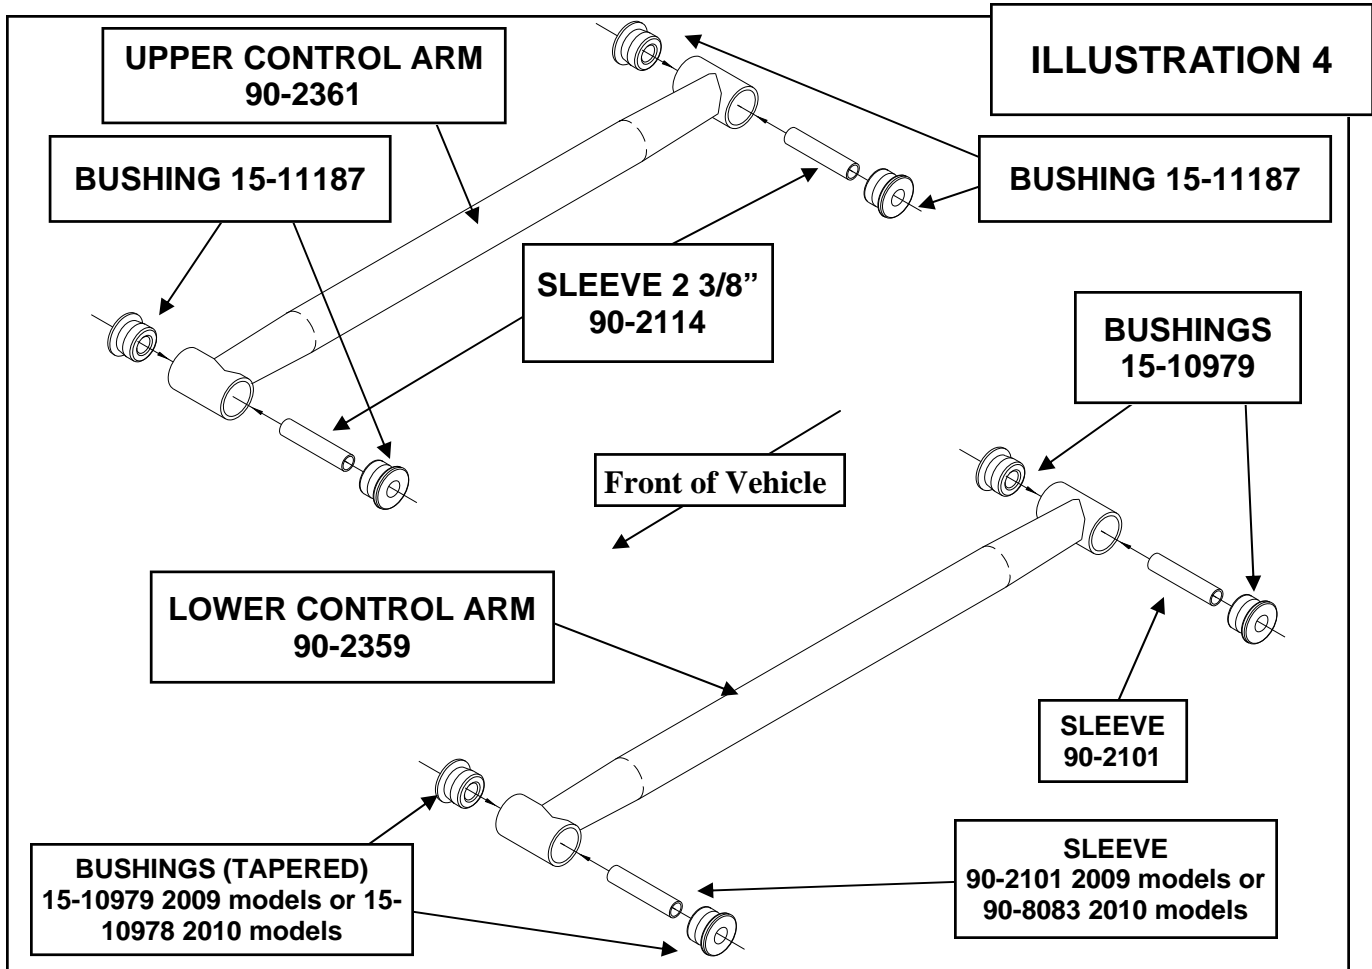 ILLUSTRATION 4
UPPER CONTROL ARM
90-2361
BUSHING 15-11187
BUSHING 15-11187
SLEEVE 2 3/8”
90-2114
BUSHINGS
15-10979
Front of Vehicle
LOWER CONTROL ARM
90-2359
SLEEVE
90-2101
BUSHINGS (TAPERED)
15-10979 2009 models or 15-
10978 2010 models
SLEEVE
90-2101 2009 models or
90-8083 2010 models